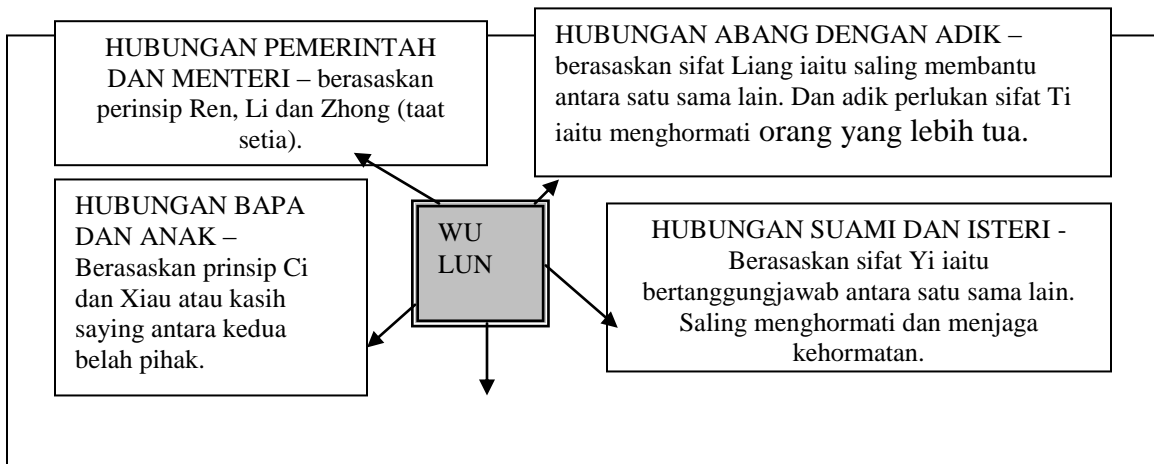 HUBUNGAN PEMERINTAH
DAN MENTERI – berasaskan
perinsip Ren, Li dan Zhong (taat
setia).
HUBUNGAN ABANG DENGAN ADIK –
berasaskan sifat Liang iaitu saling membantu
antara satu sama lain. Dan adik perlukan sifat Ti
iaitu menghormati orang yang lebih tua.
HUBUNGAN BAPA
DAN ANAK –
Berasaskan prinsip Ci
dan Xiau atau kasih
saying antara kedua
belah pihak.
WU
LUN
HUBUNGAN SUAMI DAN ISTERI -
Berasaskan sifat Yi iaitu
bertanggungjawab antara satu sama lain.
Saling menghormati dan menjaga
kehormatan.